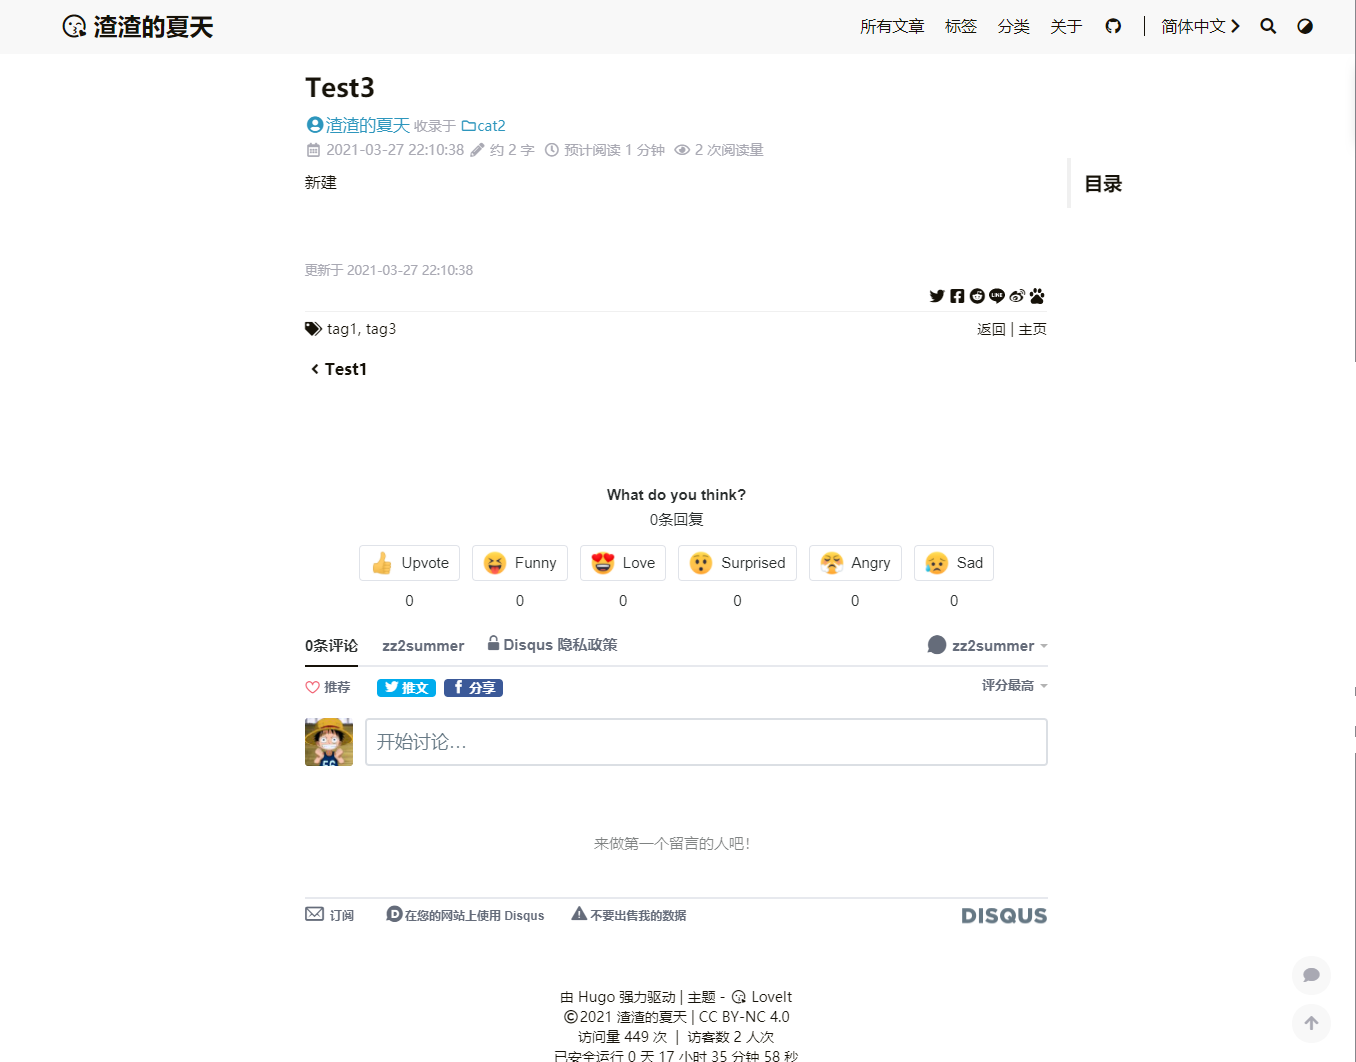 渣渣的夏天 所有文章 标签 分类 关于 简体中文
Test3
渣渣的夏天 收录于 cat2
2021-03-27 22:10:38 约 2 字 预计阅读 1 分钟 2 次阅读量
新建
目录
更新于 2021-03-27 22:10:38
LINE
tag1, tag3 返回 | 主页
Test1
What do you think?
0条回复
Upvote Funny Love Surprised Angry Sad
0 0 0 0 0 0
0条评论 zz2summer Disqus 隐私政策 zz2summer
推荐 推文 分享 评分最高
开始讨论...
56
来做第一个留言的人吧!
订阅 在您的网站上使用 Disqus 不要出售我的数据 DISQUS
由 Hugo 强力驱动 | 主题 - LoveIt
©2021 渣渣的夏天 | CC BY-NC 4.0
访问量 449 次 | 访客数 2 人次
已安全运行 0 天 17 小时 35 分钟 58 秒